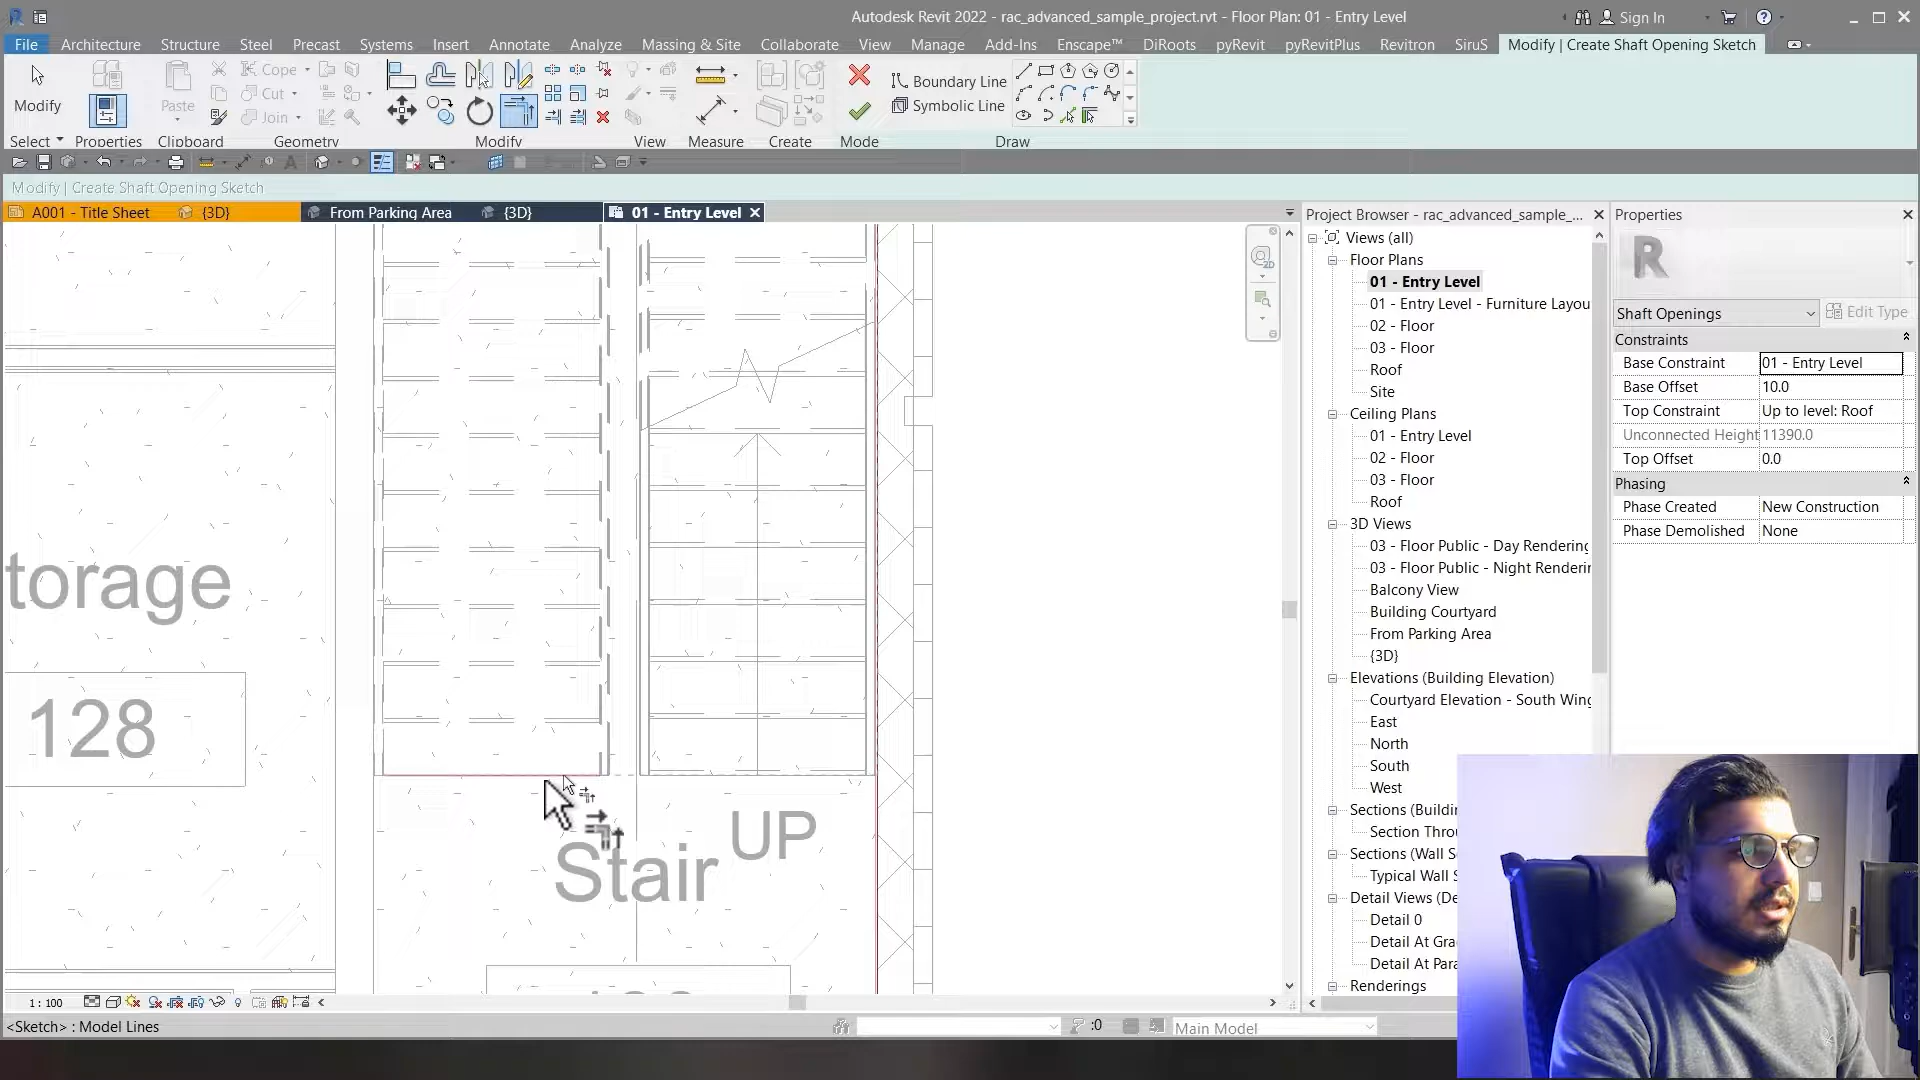 Autodesk Revit 2022 - rac_advanced_sample_project.rvt - Floor Plan: 01 - Entry Level
Sign In
File Architecture Structure Steel Precast Systems Insert Annotate Analyze Massing & Site Collaborate View Manage Add-Ins Enscape™ DiRoots pyRevit pyRevitPlus Revitron SiruS Modify | Create Shaft Opening Sketch
Modify
Paste
Cope
Cut
Join
Boundary Line
Symbolic Line
Select Properties Clipboard Geometry Modify View Measure Create Mode Draw
Modify | Create Shaft Opening Sketch
A001 - Title Sheet
{3D}
From Parking Area
{3D}
01 - Entry Level
torage
128
Stair
UP
Project Browser - rac_advanced_sample_...
Views (all)
Floor Plans
01 - Entry Level
01 - Entry Level - Furniture Layou
02 - Floor
03 - Floor
Roof
Site
Ceiling Plans
01 - Entry Level
02 - Floor
03 - Floor
Roof
3D Views
03 - Floor Public - Day Rendering
03 - Floor Public - Night Renderin
Balcony View
Building Courtyard
From Parking Area
{3D}
Elevations (Building Elevation)
Courtyard Elevation - South Wing
East
North
South
West
Sections (Buildin
Section Throu
Sections (Wall S
Typical Wall S
Detail Views (De
Detail 0
Detail At Gra
Detail At Para
Renderings
Properties
R
Shaft Openings
Edit Type
Constraints
Base Constraint 01 - Entry Level
Base Offset 10.0
Top Constraint Up to level: Roof
Unconnected Height 11390.0
Top Offset 0.0
Phasing
Phase Created New Construction
Phase Demolished None
1 : 100
<Sketch> : Model Lines
:0
Main Model